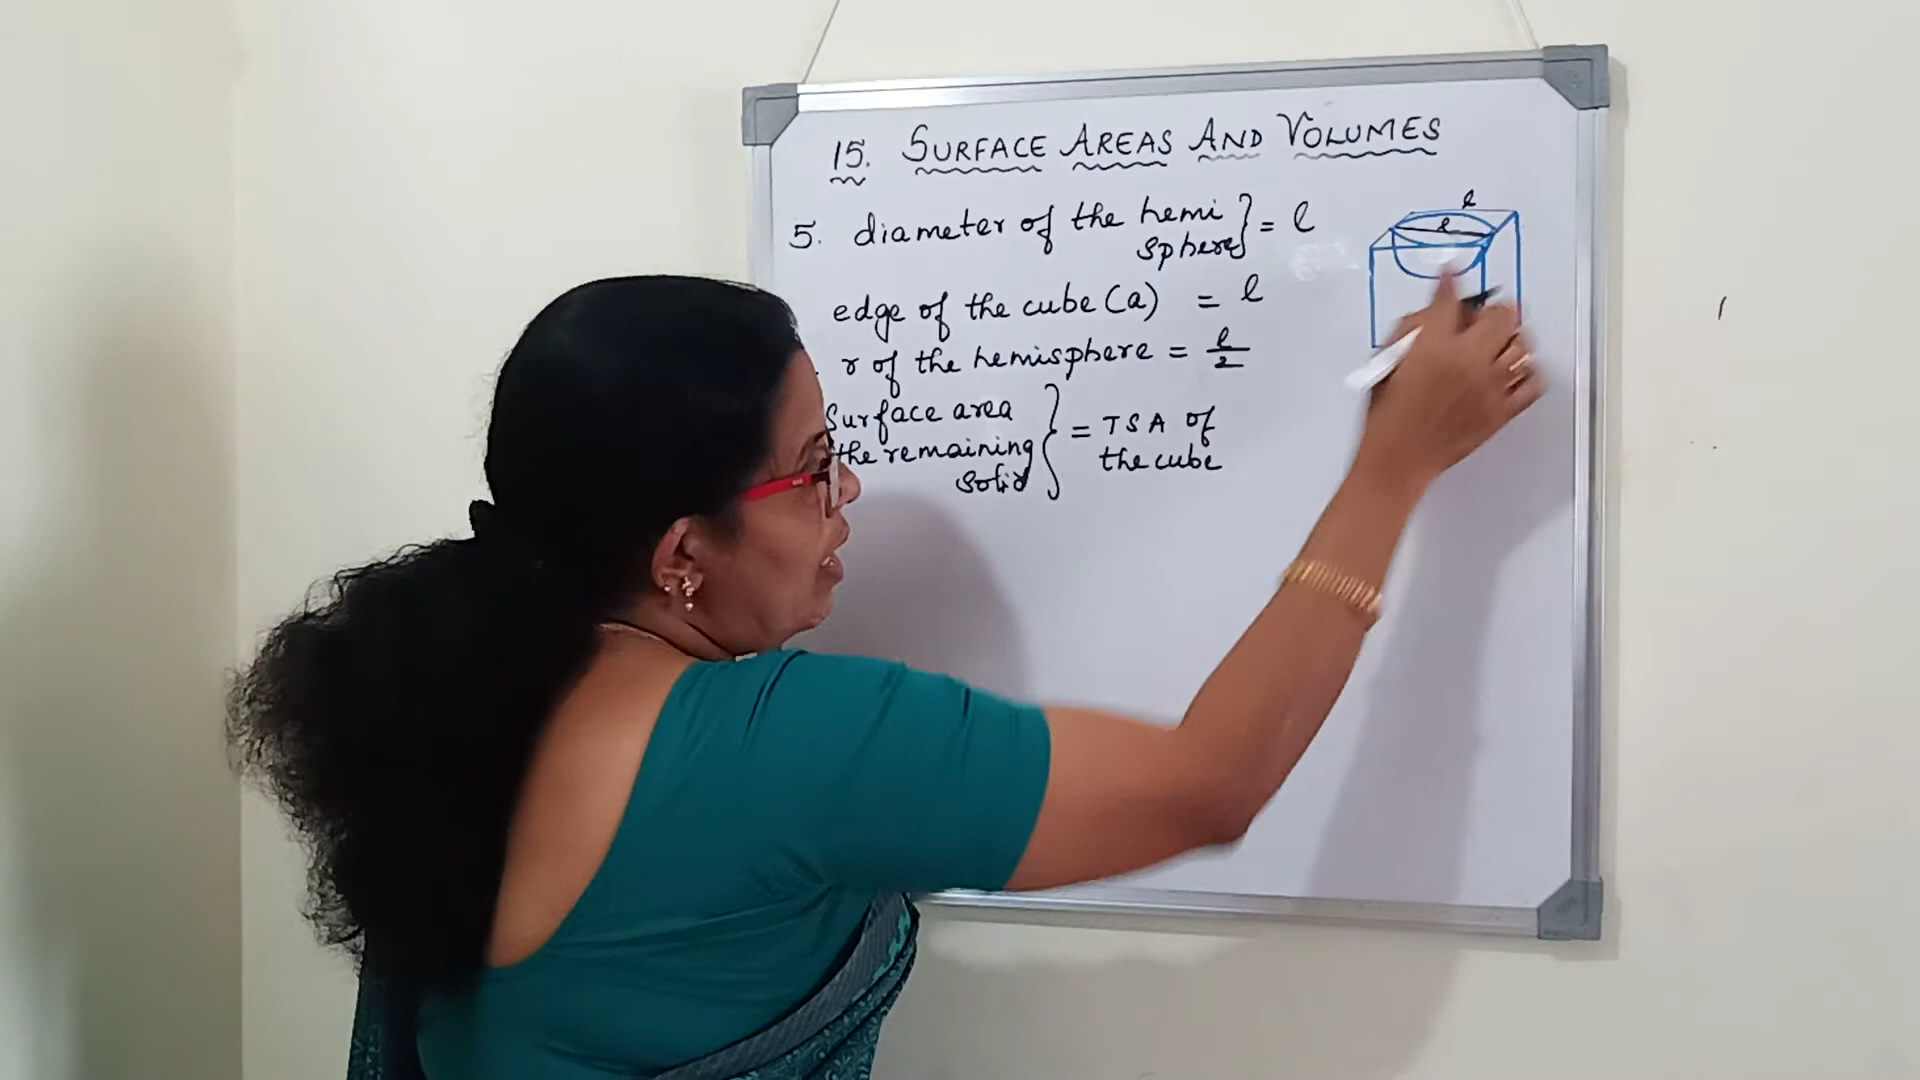 15. SURFACE AREAS AND VOLUMES
5. diameter of the hemi sphere} = l
edge of the cube (a) = l
r of the hemisphere = l/2
Surface area
the remaining
solid
} = TSA of
the cube
l
l